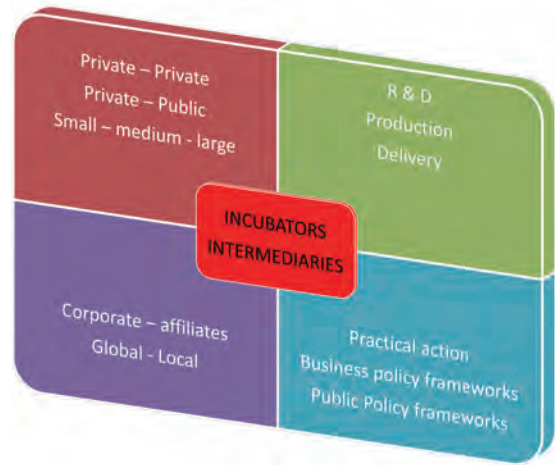 Private – Private
Private – Public
Small – medium - large
R & D
Production
Delivery
INCUBATORS
INTERMEDIARIES
Corporate – affiliates
Global - Local
Practical action
Business policy frameworks
Public Policy frameworks